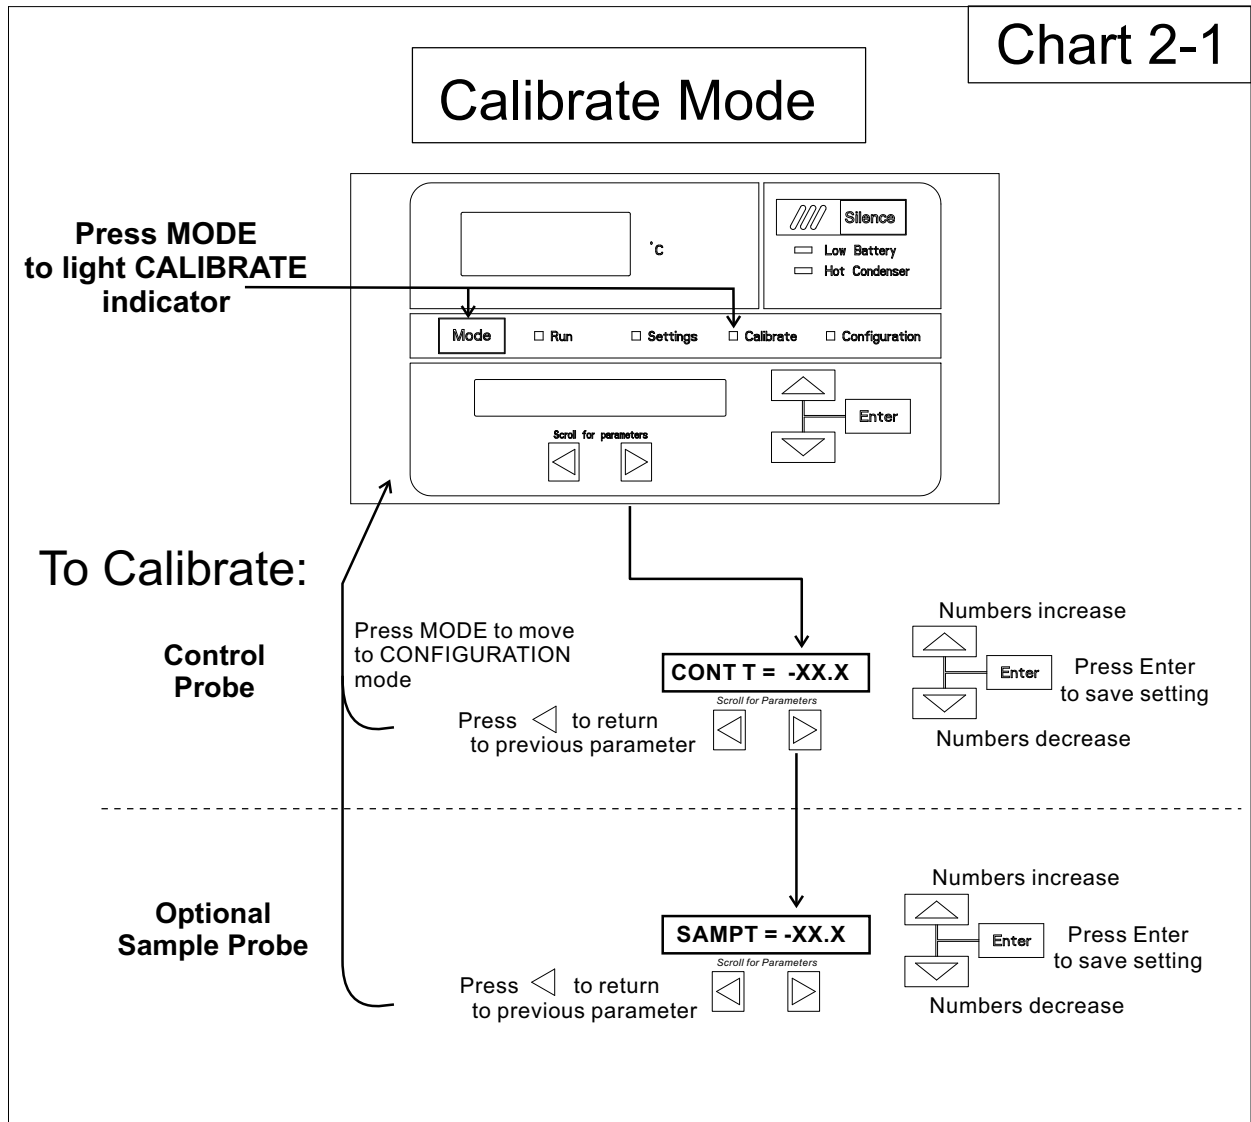 Chart 2-1
Calibrate Mode
Press MODE
to light CALIBRATE
indicator
°C
Silence
Low Battery
Hot Condenser
Mode
Run
Settings
Calibrate
Configuration
Scroll for parameters
Enter
To Calibrate:
Control
Probe
Press MODE to move
to CONFIGURATION
mode
CONT T = -XX.X
Scroll for Parameters
Press to return
to previous parameter
Numbers increase
Enter
Press Enter
to save setting
Numbers decrease
Optional
Sample Probe
SAMPT = -XX.X
Scroll for Parameters
Press to return
to previous parameter
Numbers increase
Enter
Press Enter
to save setting
Numbers decrease